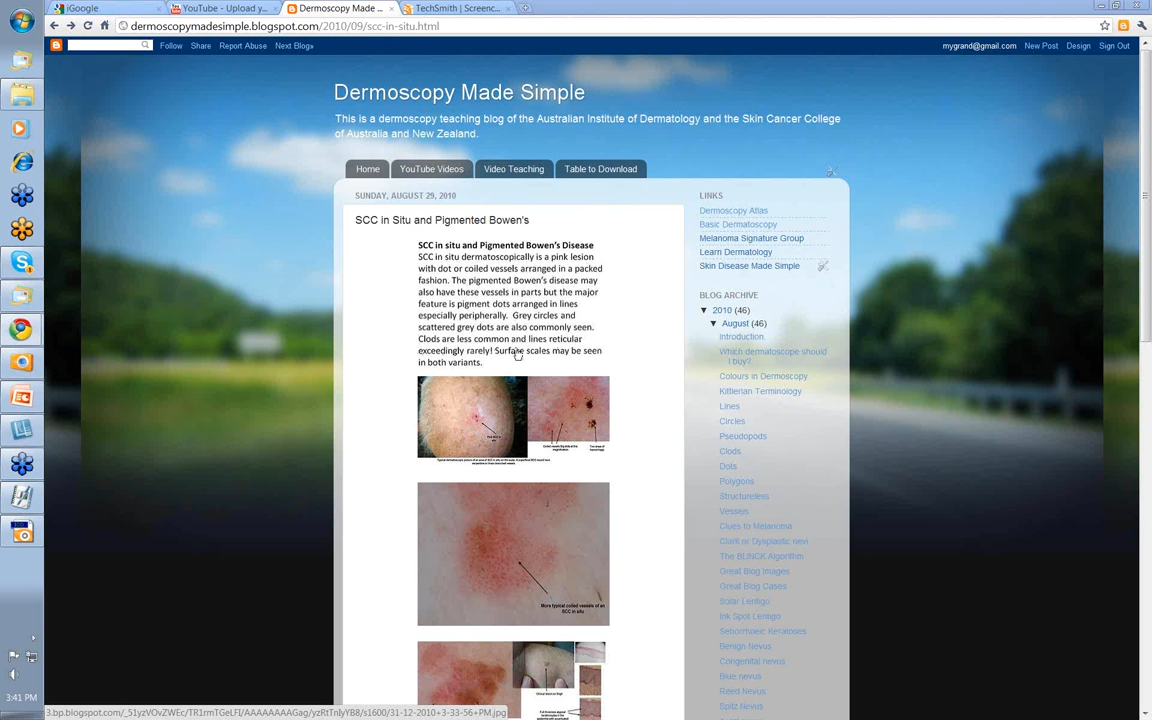 iGoogle
YouTube - Upload y...
Dermoscopy Made ...
TechSmith | Screenc...
dermoscopymadesimple.blogspot.com/2010/09/scc-in-situ.html
Follow Share Report Abuse Next Blog»
mygrand@gmail.com New Post Design Sign Out
Dermoscopy Made Simple
This is a dermoscopy teaching blog of the Australian Institute of Dermatology and the Skin Cancer College
of Australia and New Zealand.
Home YouTube Videos Video Teaching Table to Download
SUNDAY, AUGUST 29, 2010
SCC in Situ and Pigmented Bowen's
SCC in situ and Pigmented Bowen's Disease
SCC in situ dermatoscopically is a pink lesion
with dot or coiled vessels arranged in a packed
fashion. The pigmented Bowen's disease may
also have these vessels in parts but the major
feature is pigment dots arranged in lines
especially peripherally. Grey circles and
scattered grey dots are also commonly seen.
Clods are less common and lines reticular
exceedingly rarely! Surface scales may be seen
in both variants.
More typical coiled vessels of an
SCC in situ
LINKS
Dermoscopy Atlas
Basic Dermatoscopy
Melanoma Signature Group
Learn Dermatology
Skin Disease Made Simple
BLOG ARCHIVE
▼ 2010 (46)
▼ August (46)
Introduction
Which dermatoscope should
I buy?
Colours in Dermoscopy
Kittlerian Terminology
Lines
Circles
Pseudopods
Clods
Dots
Polygons
Structureless
Vessels
Clues to Melanoma
Clark or Dysplastic nevi
The BLINCK Algorithm
Great Blog Images
Great Blog Cases
Solar Lentigo
Ink Spot Lentigo
Seborrhoeic Keratoses
Benign Nevus
Congenital nevus
Blue nevus
Reed Nevus
Spitz Nevus
3:41 PM